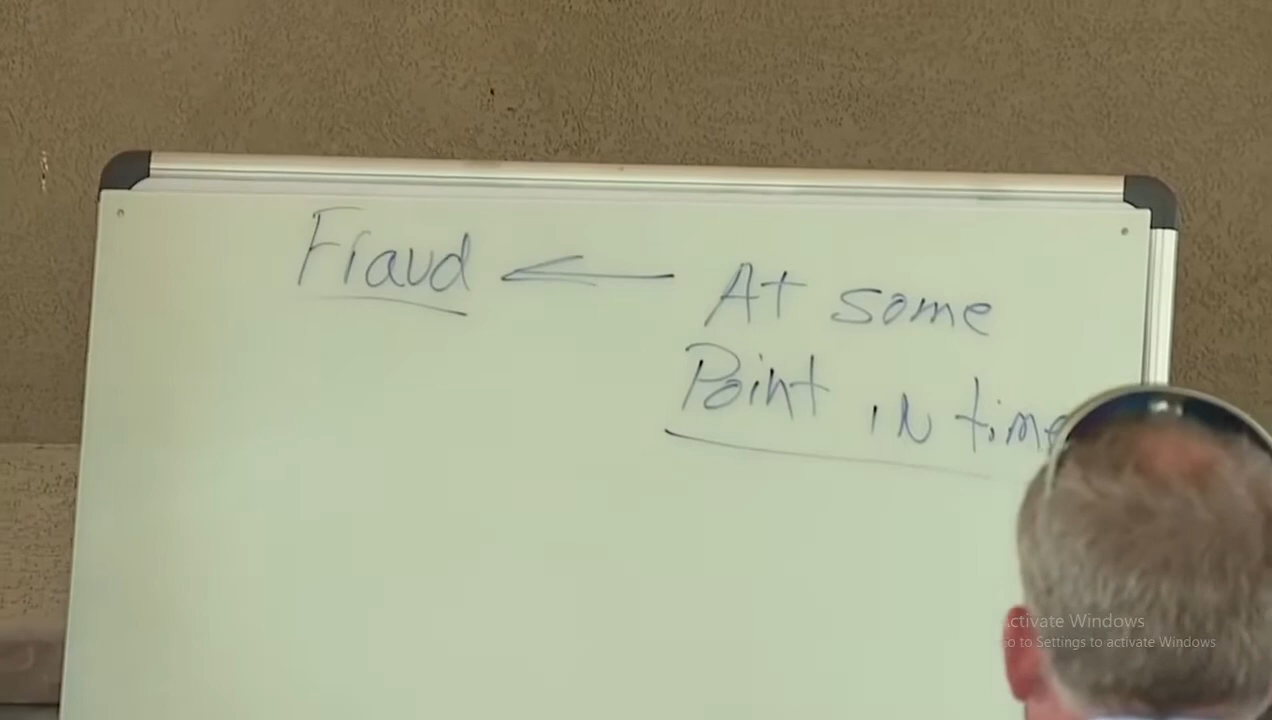 Fraud ← At some
Point IN time
Activate Windows
Go to Settings to activate Windows